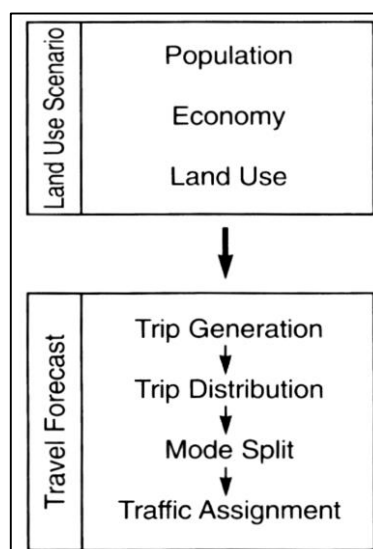 Land Use Scenario
Population
Economy
Land Use
Travel Forecast
Trip Generation
Trip Distribution
Mode Split
Traffic Assignment